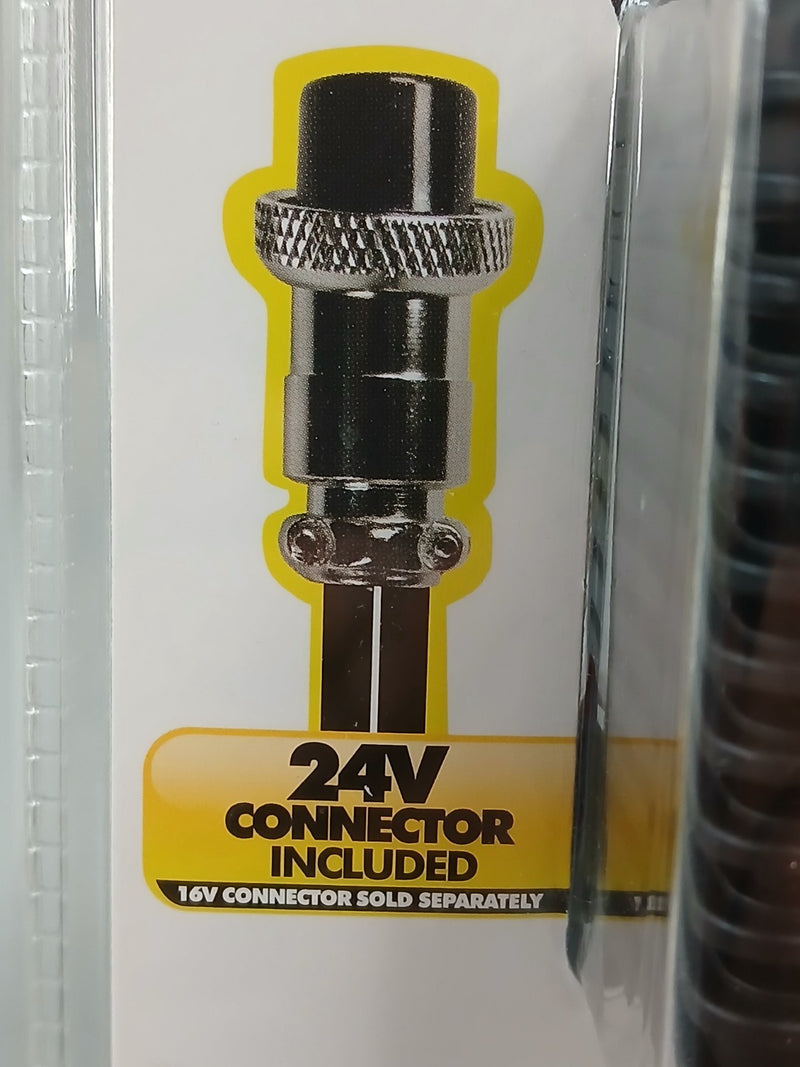 24V
CONNECTOR
INCLUDED
16V CONNECTOR SOLD SEPARATELY